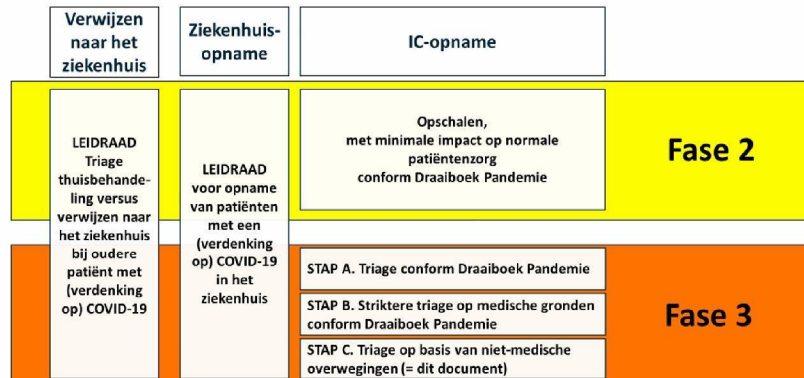 Verwijzen
naar het
ziekenhuis
Ziekenhuis-
opname
IC-opname
LEIDRAAD
Triage
thuisbehande-
ling versus
verwijzen naar
het ziekenhuis
bij oudere
patiënt met
(verdenking
op) COVID-19
LEIDRAAD
voor opname
van patiënten
met een
(verdenking
op) COVID-19
in het
ziekenhuis
Opschalen,
met minimale impact op normale
patiëntenzorg
conform Draaiboek Pandemie
Fase 2
STAP A. Triage conform Draaiboek Pandemie
STAP B. Striktere triage op medische gronden
conform Draaiboek Pandemie
STAP C. Triage op basis van niet-medische
overwegingen (= dit document)
Fase 3